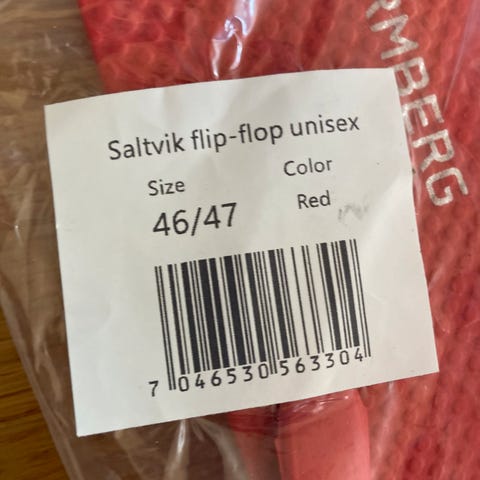 Saltvik flip-flop unisex
Size Color
46/47 Red
7 046530 563304
RMBERG